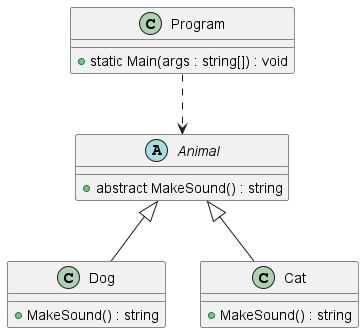 C Program
static Main(args : string[]) : void
A Animal
abstract MakeSound() : string
C Dog
MakeSound() : string
C Cat
MakeSound() : string